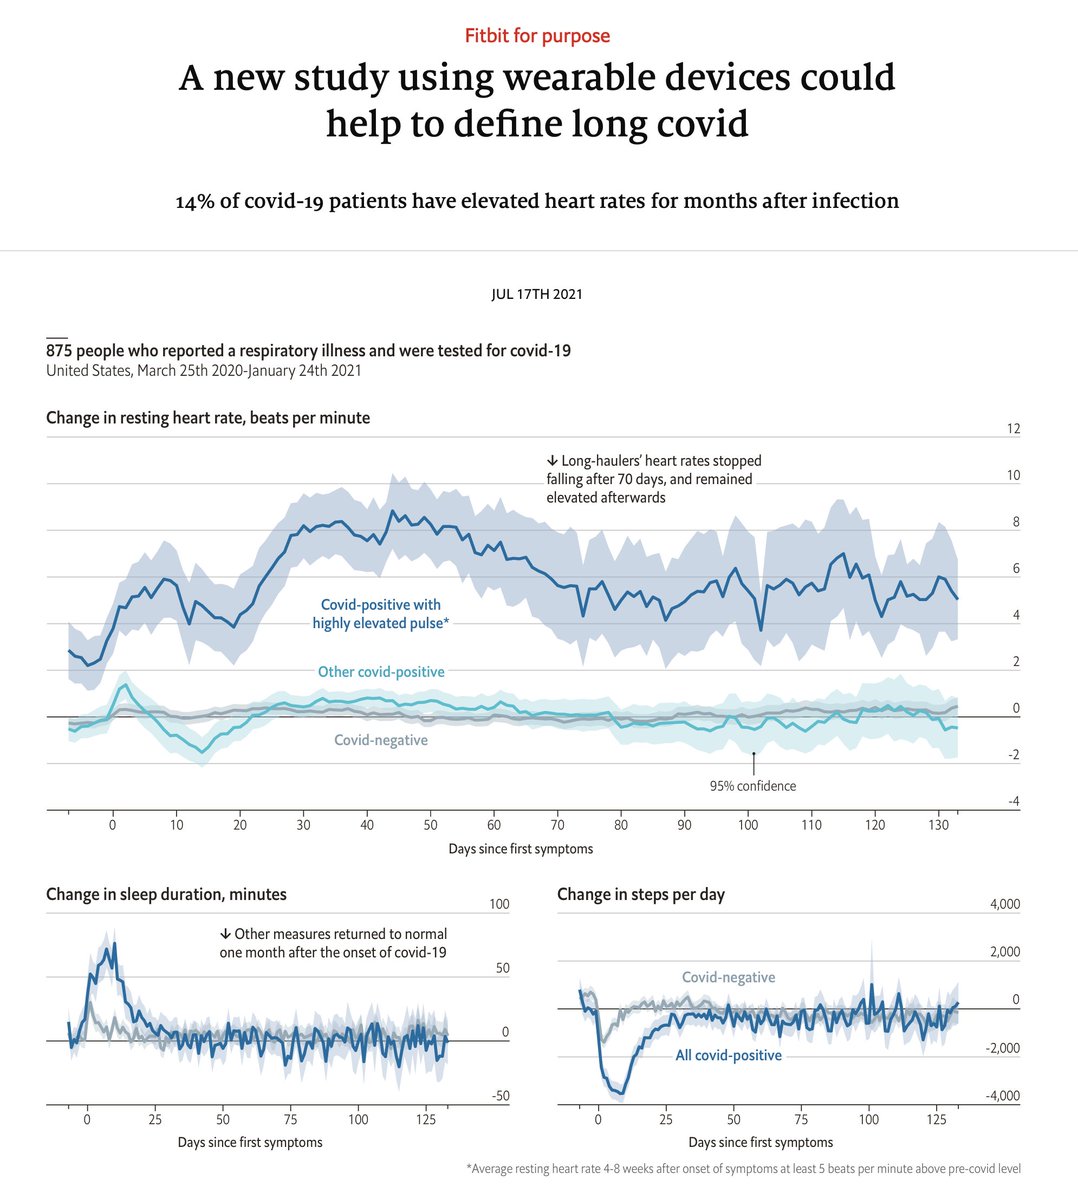 Fitbit for purpose
A new study using wearable devices could
help to define long covid
14% of covid-19 patients have elevated heart rates for months after infection
JUL 17TH 2021
875 people who reported a respiratory illness and were tested for covid-19
United States, March 25th 2020-January 24th 2021
Change in resting heart rate, beats per minute
12
↓ Long-haulers’ heart rates stopped
falling after 70 days, and remained
elevated afterwards
10
8
6
Covid-positive with
highly elevated pulse*
4
Other covid-positive
2
0
Covid-negative
-2
95% confidence
-4
0 10 20 30 40 50 60 70 80 90 100 110 120 130
Days since first symptoms
Change in sleep duration, minutes
100
↓ Other measures returned to normal
one month after the onset of covid-19
50
0
-50
0 25 50 75 100 125
Days since first symptoms
Change in steps per day
4,000
2,000
Covid-negative
0
All covid-positive
-2,000
-4,000
0 25 50 75 100 125
Days since first symptoms
*Average resting heart rate 4-8 weeks after onset of symptoms at least 5 beats per minute above pre-covid level